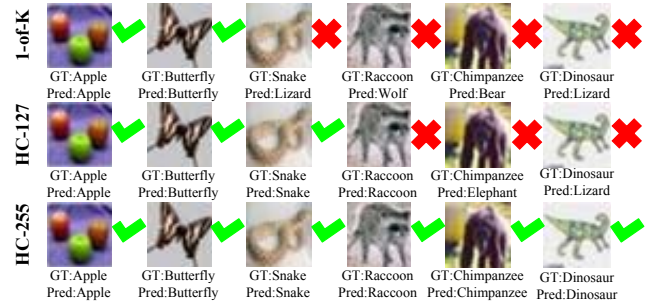 1-of-K
GT:Apple GT:Butterfly GT:Snake GT:Raccoon GT:Chimpanzee GT:Dinosaur
Pred:Apple Pred:Butterfly Pred:Lizard Pred:Wolf Pred:Bear Pred:Lizard
HC-127
GT:Apple GT:Butterfly GT:Snake GT:Raccoon GT:Chimpanzee GT:Dinosaur
Pred:Apple Pred:Butterfly Pred:Snake Pred:Raccoon Pred:Elephant Pred:Lizard
HC-255
GT:Apple GT:Butterfly GT:Snake GT:Raccoon GT:Chimpanzee GT:Dinosaur
Pred:Apple Pred:Butterfly Pred:Snake Pred:Raccoon Pred:Chimpanzee Pred:Dinosaur